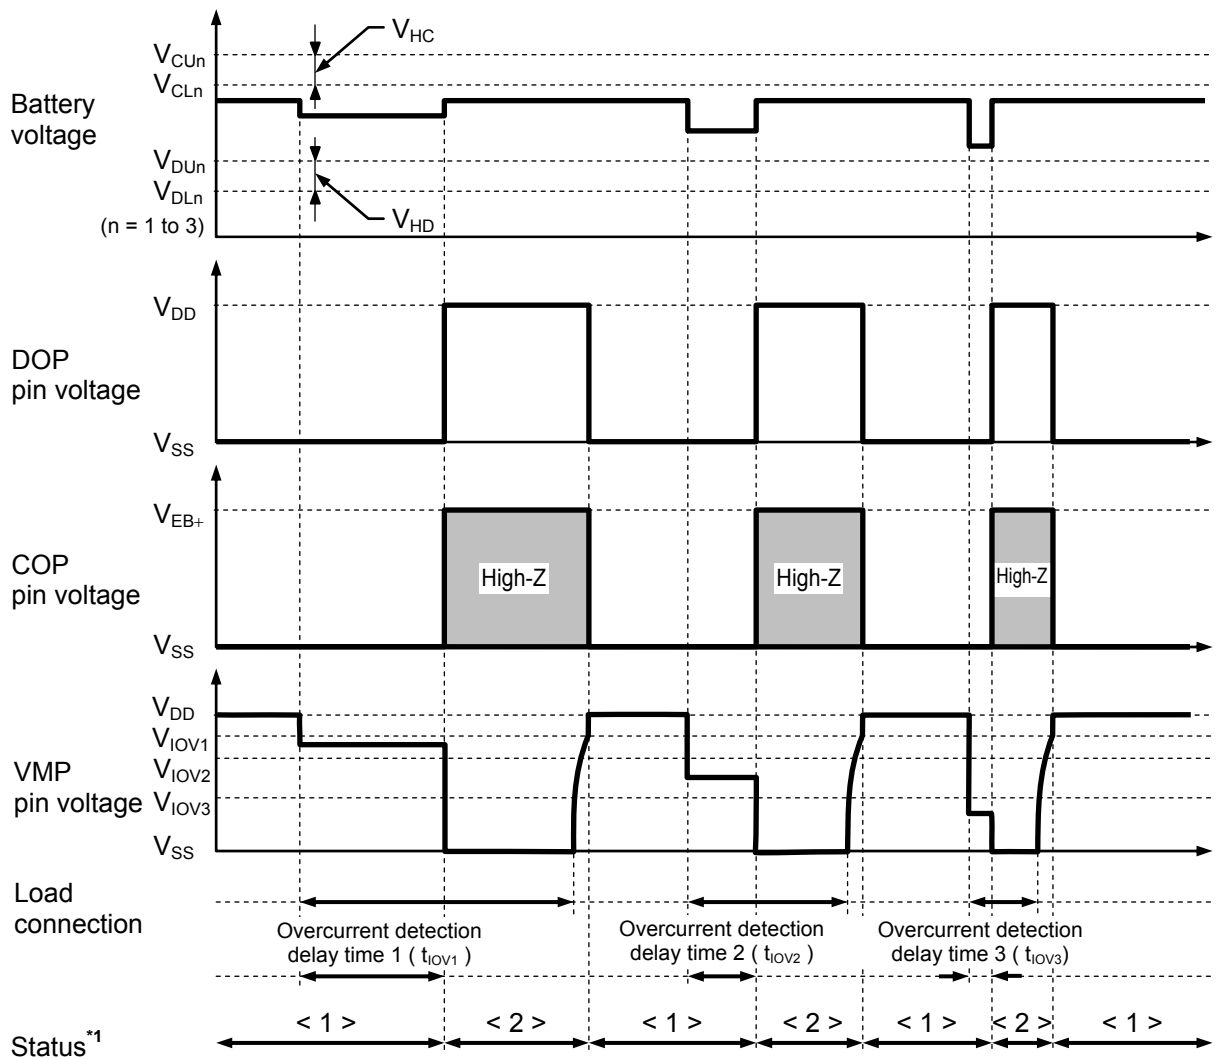 V_HC
V_CUn
V_CLn
Battery
voltage
V_DUn
V_DLn
(n = 1 to 3)
V_HD
V_DD
DOP
pin voltage
V_SS
V_EB+
COP
pin voltage
High-Z
High-Z
High-Z
V_SS
V_DD
V_IOV1
VMP
pin voltage
V_IOV2
V_IOV3
V_SS
Load
connection
Overcurrent detection
delay time 1 ( t_IOV1 )
Overcurrent detection
delay time 2 ( t_IOV2 )
Overcurrent detection
delay time 3 ( t_IOV3)
Status*1
< 1 >
< 2 >
< 1 >
< 2 >
< 1 >
< 2 >
< 1 >